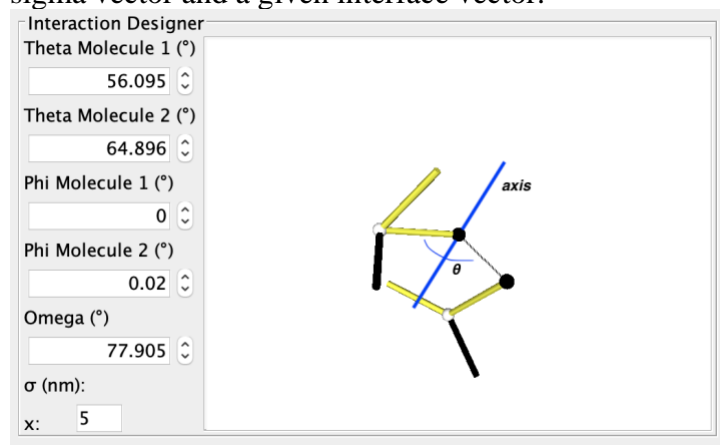 sigma vector and a given interface vector.
Interaction Designer
Theta Molecule 1 (°)
56.095
Theta Molecule 2 (°)
64.896
Phi Molecule 1 (°)
0
Phi Molecule 2 (°)
0.02
Omega (°)
77.905
σ (nm):
x: 5
axis
θ